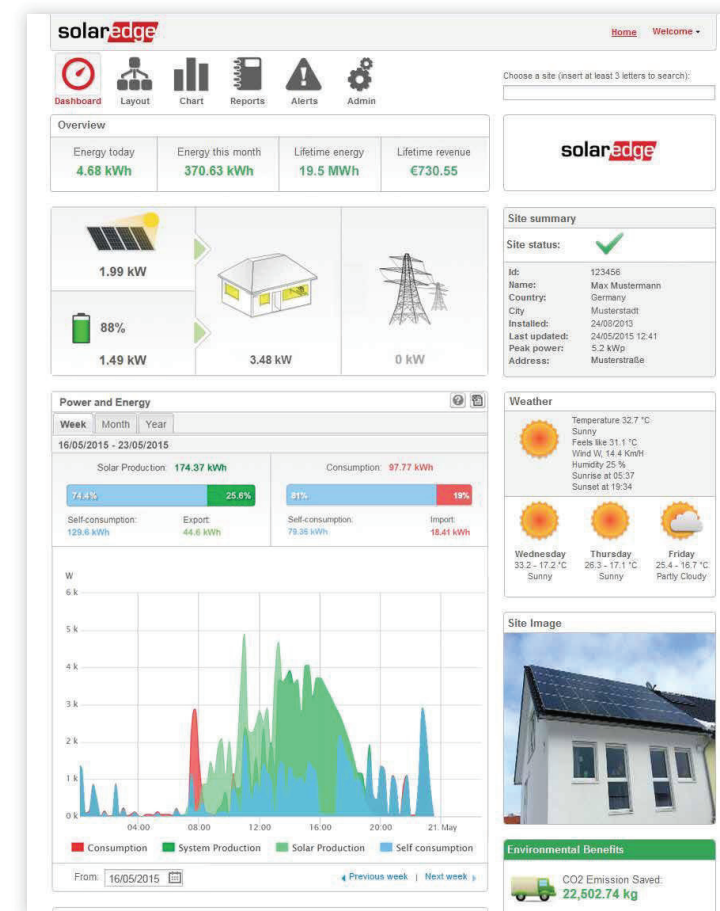 solaredge
Home Welcome
Dashboard Layout Chart Reports Alerts Admin
Choose a site (insert at least 3 letters to search):
Overview
Energy today Energy this month Lifetime energy Lifetime revenue
4.68 kWh 370.63 kWh 19.5 MWh €730.55
solaredge
1.99 kW
88%
1.49 kW 3.48 kW 0 kW
Site summary
Site status:
Id: 123456
Name: Max Mustermann
Country: Germany
City Musterstadt
Installed: 24/08/2013
Last updated: 24/05/2015 12:41
Peak power: 5.2 kWp
Address: Musterstraße
Power and Energy
Week Month Year
16/05/2015 - 23/05/2015
Solar Production: 174.37 kWh Consumption: 97.77 kWh
74.4% 25.6% 81% 19%
Self-consumption: Export: Self-consumption: Import:
129.6 kWh 44.6 kWh 79.36 kWh 18.41 kWh
W
6 k
5 k
4 k
3 k
2 k
1 k
0 k
04:00 08:00 12:00 16:00 20:00 21. May
Consumption System Production Solar Production Self consumption
From: 16/05/2015 Previous week | Next week
Weather
Temperature 32.7 °C
Sunny
Feels like 31.1 °C
Wind W, 14.4 Km/H
Humidity 25 %
Sunrise at 05:37
Sunset at 19:34
Wednesday Thursday Friday
33.2 - 17.2 °C 26.3 - 17.1 °C 25.4 - 16.7 °C
Sunny Sunny Partly Cloudy
Site Image
Environmental Benefits
CO2 Emission Saved:
22,502.74 kg